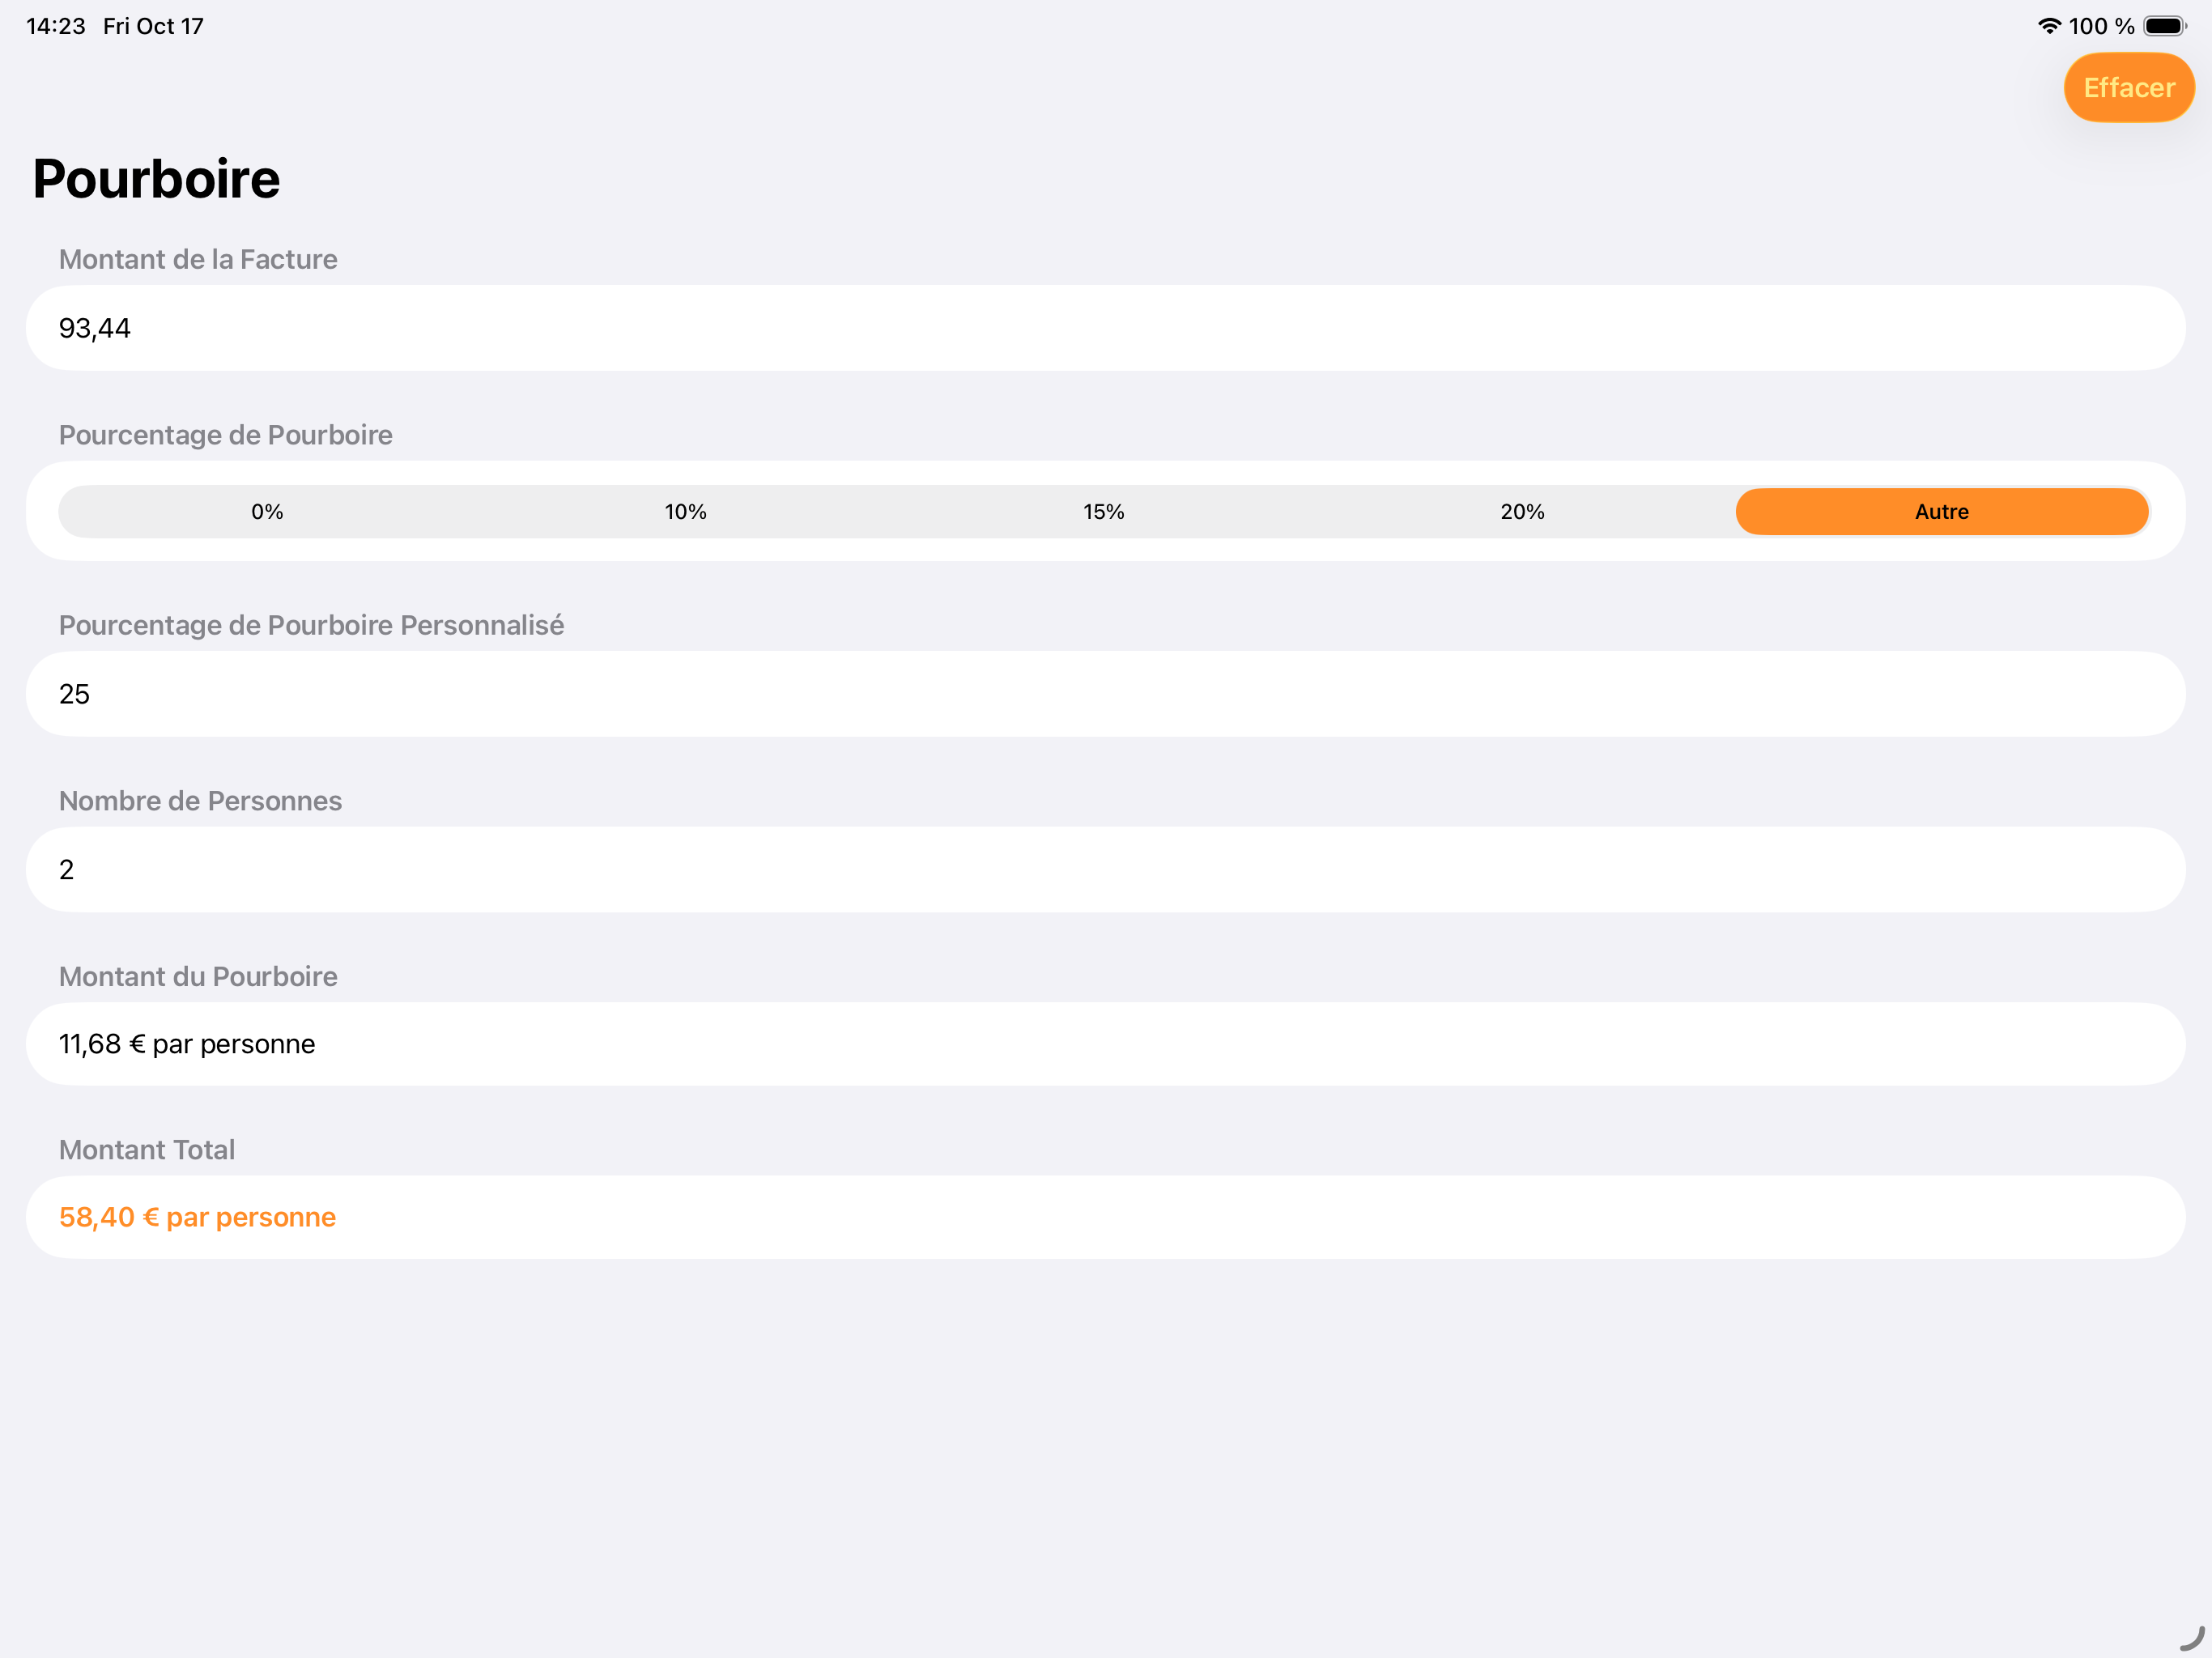 14:23 Fri Oct 17
100 %
Effacer
Pourboire
Montant de la Facture
93,44
Pourcentage de Pourboire
0% 10% 15% 20% Autre
Pourcentage de Pourboire Personnalisé
25
Nombre de Personnes
2
Montant du Pourboire
11,68 € par personne
Montant Total
58,40 € par personne